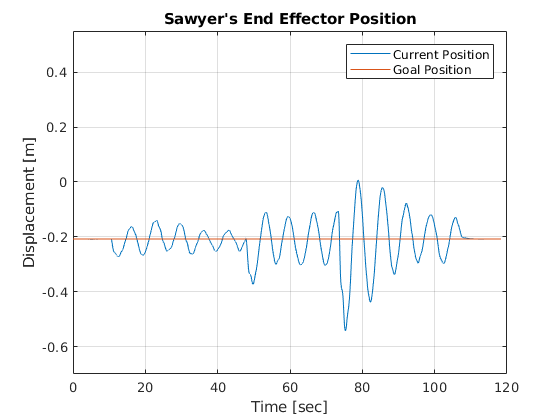 Sawyer's End Effector Position
Current Position
Goal Position
Displacement [m]
0.4
0.2
0
-0.2
-0.4
-0.6
0 20 40 60 80 100 120
Time [sec]